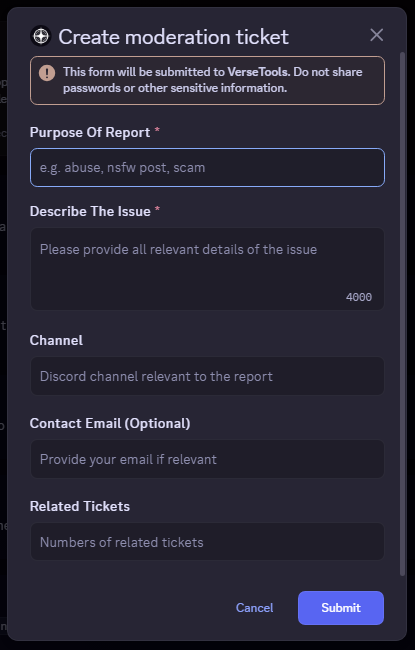 Create moderation ticket
This form will be submitted to VerseTools. Do not share
passwords or other sensitive information.
Purpose Of Report *
e.g. abuse, nsfw post, scam
Describe The Issue *
Please provide all relevant details of the issue
4000
Channel
Discord channel relevant to the report
Contact Email (Optional)
Provide your email if relevant
Related Tickets
Numbers of related tickets
Cancel
Submit